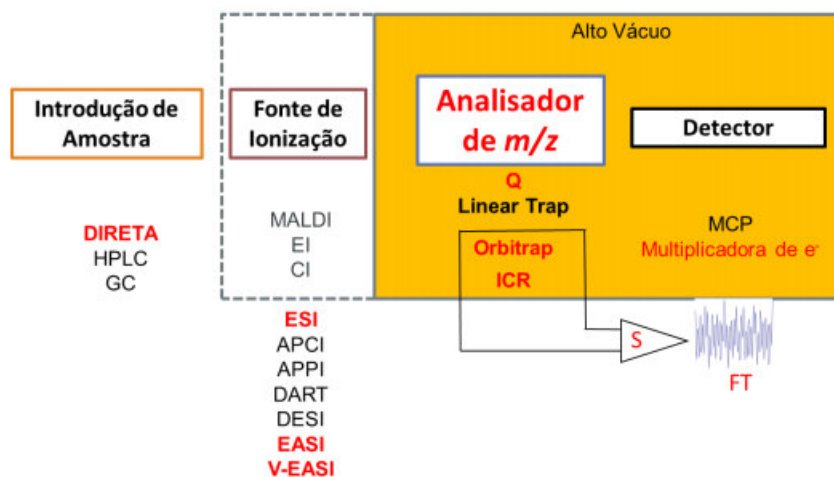 Alto Vácuo
Introdução de
Amostra
Fonte de
Ionização
Analisador
de m/z
Detector
DIRETA
HPLC
GC
MALDI
EI
CI
ESI
APCI
APPI
DART
DESI
EASI
V-EASI
Q
Linear Trap
Orbitrap
ICR
S
MCP
Multiplicadora de e-
FT